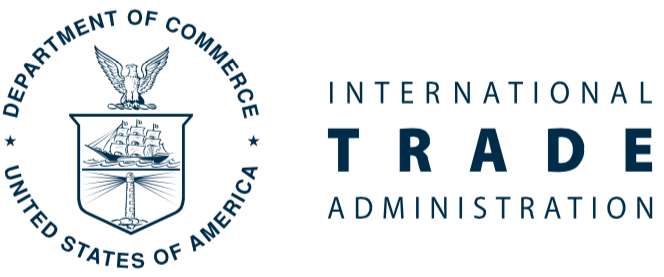 DEPARTMENT OF COMMERCE
UNITED STATES OF AMERICA
INTERNATIONAL
TRADE
ADMINISTRATION